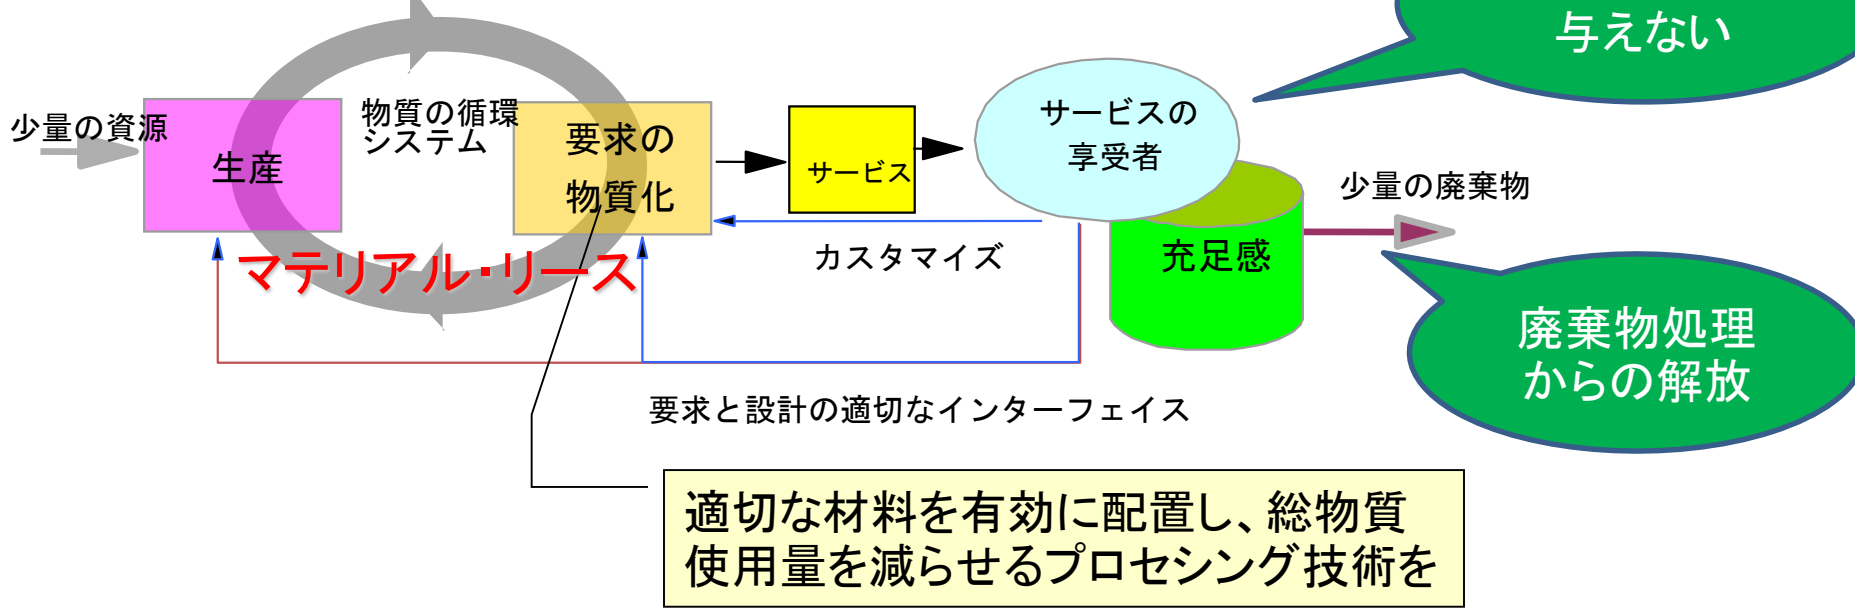 与えない
少量の資源
生産
物質の循環
システム
要求の
物質化
サービス
サービスの
享受者
少量の廃棄物
充足感
カスタマイズ
マテリアル・リース
廃棄物処理
からの解放
要求と設計の適切なインターフェイス
適切な材料を有効に配置し、総物質
使用量を減らせるプロセシング技術を